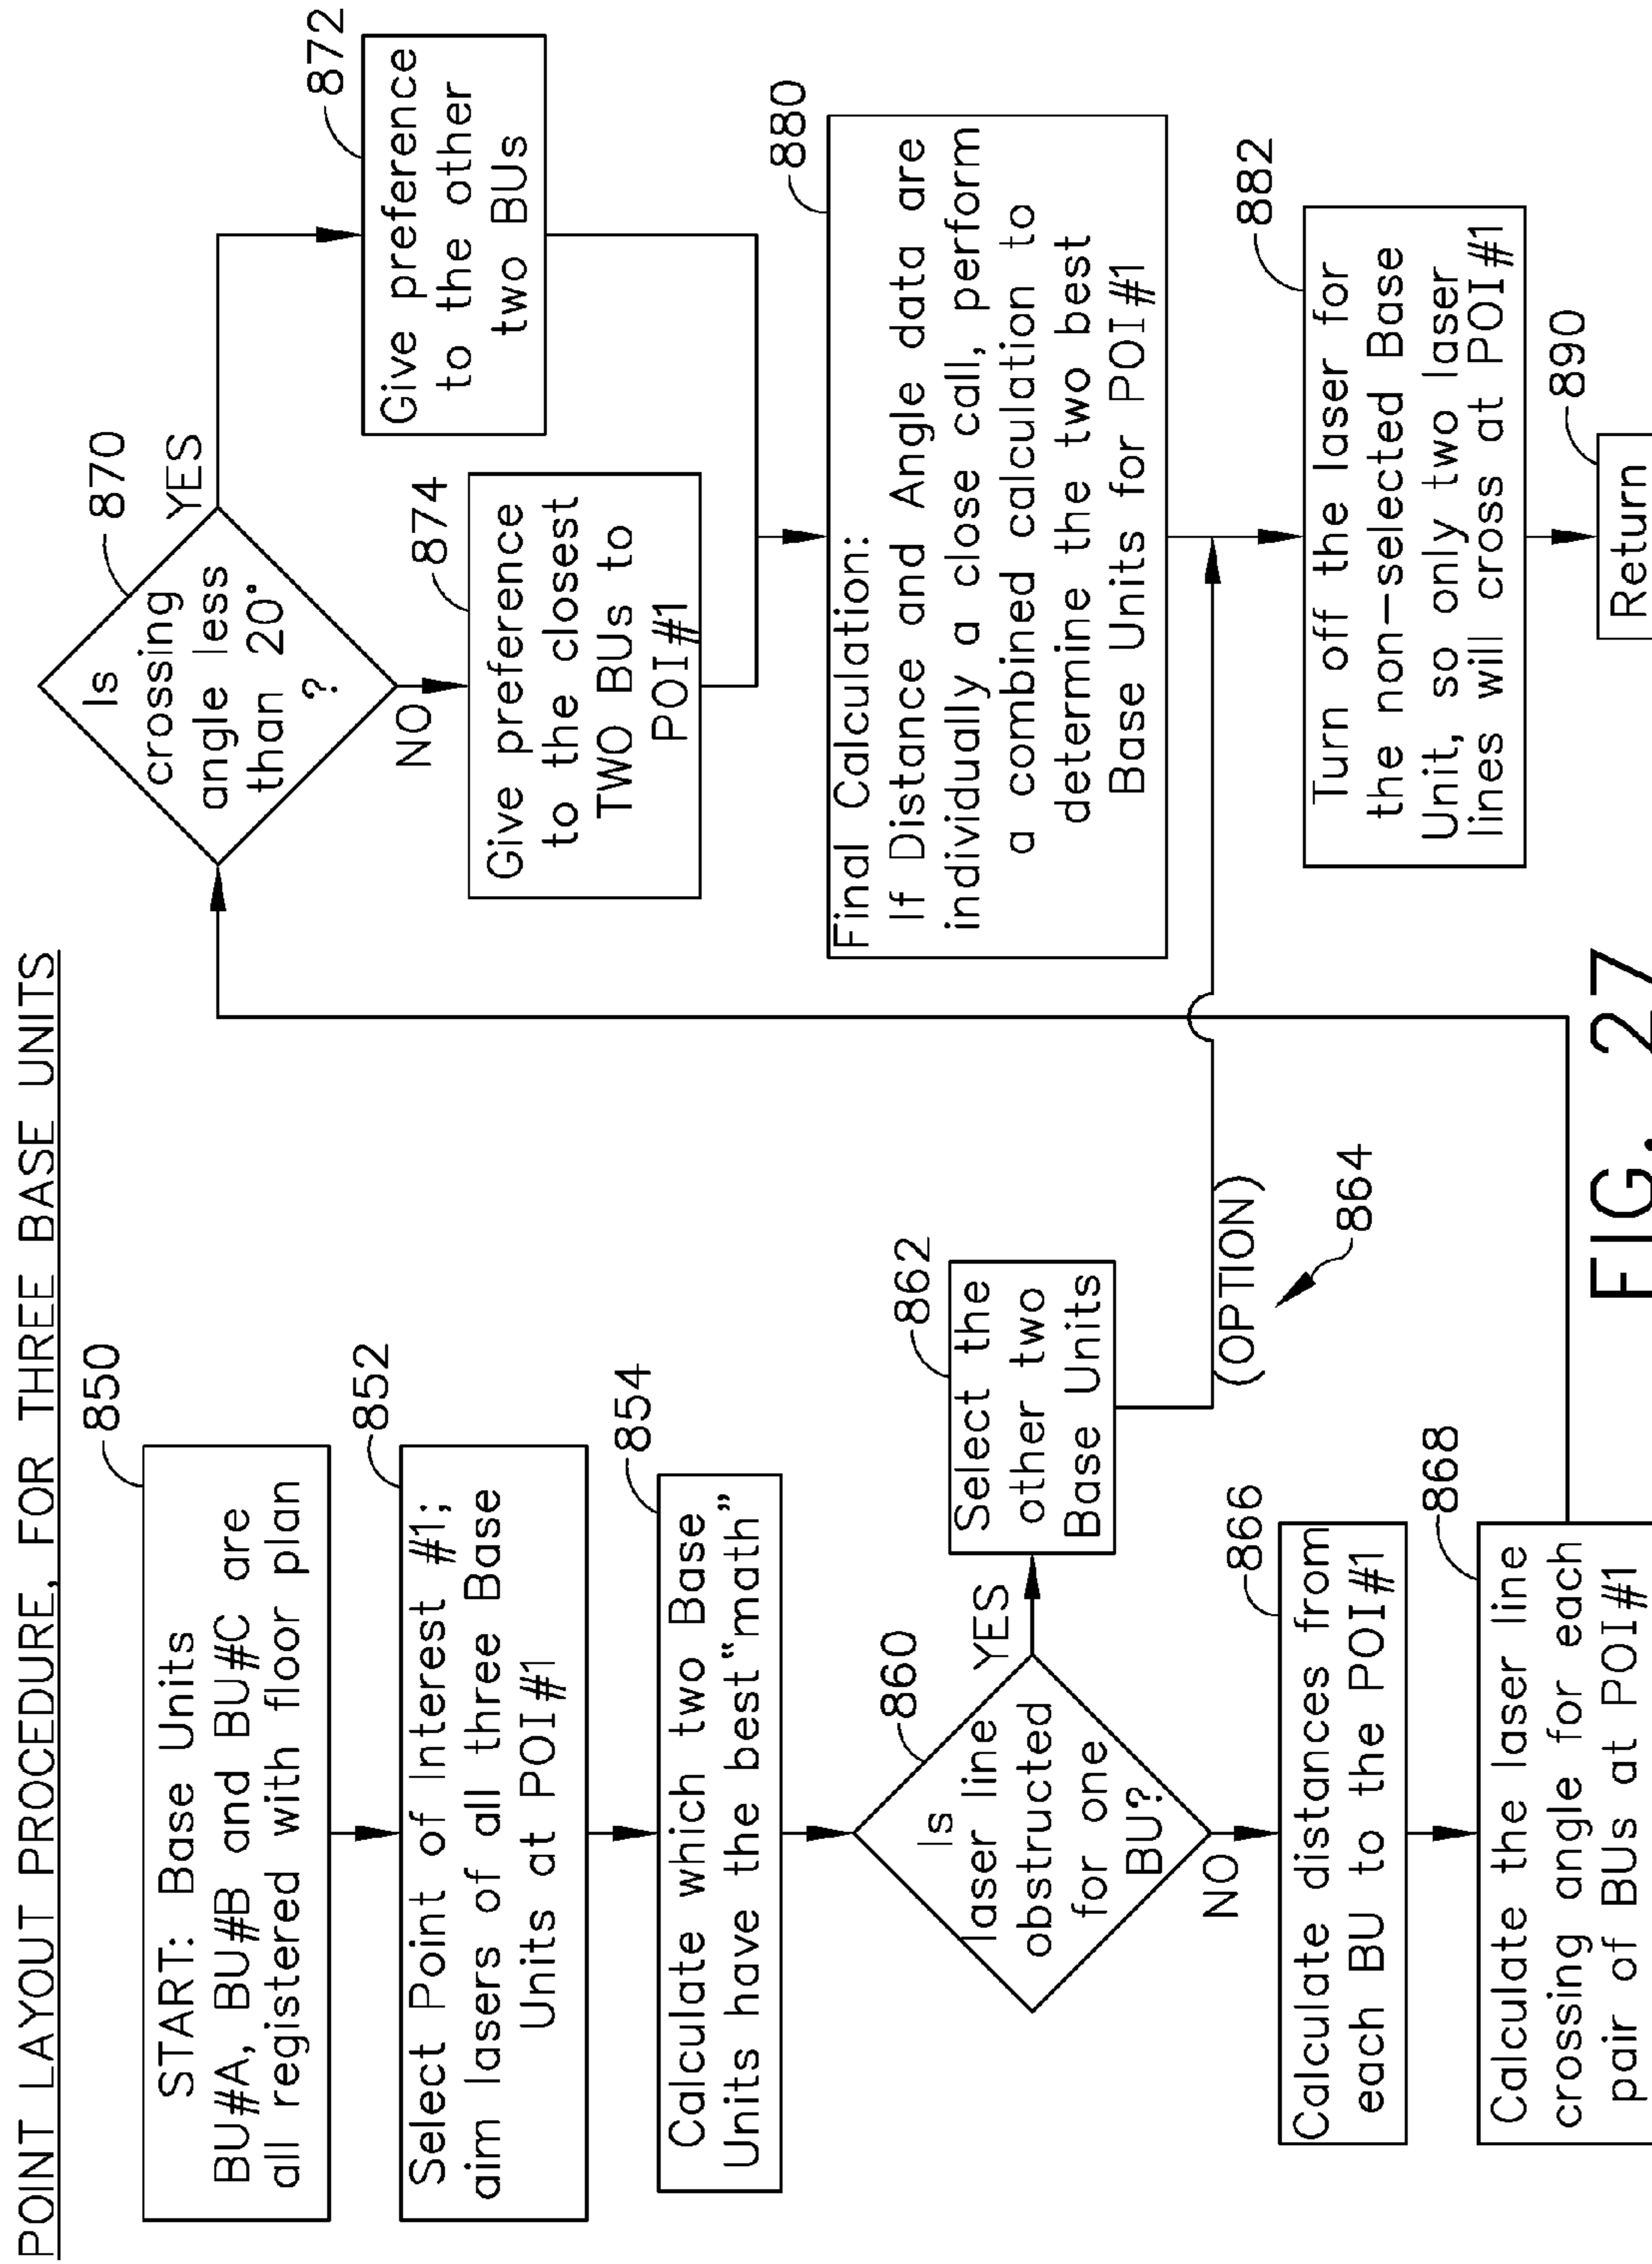 POINT LAYOUT PROCEDURE, FOR THREE BASE UNITS
850
START: Base Units
BU#A, BU#B and BU#C are
all registered with floor plan
852
Select Point of Interest #1;
aim lasers of all three Base
Units at POI#1
854
Calculate which two Base
Units have the best "math"
860
Is
laser line
obstructed
for one
BU?
YES
NO
862
Select the
other two
Base Units
(OPTION)
864
866
Calculate distances from
each BU to the POI#1
868
Calculate the laser line
crossing angle for each
pair of BUs at POI#1
870
Is
crossing
angle less
than 20°
?
YES
NO
872
Give preference
to the other
two BUs
874
Give preference
to the closest
TWO BUs to
POI#1
880
Final Calculation:
If Distance and Angle data are
individually a close call, perform
a combined calculation to
determine the two best
Base Units for POI#1
882
Turn off the laser for
the non-selected Base
Unit, so only two laser
lines will cross at POI#1
890
Return
FIG. 27